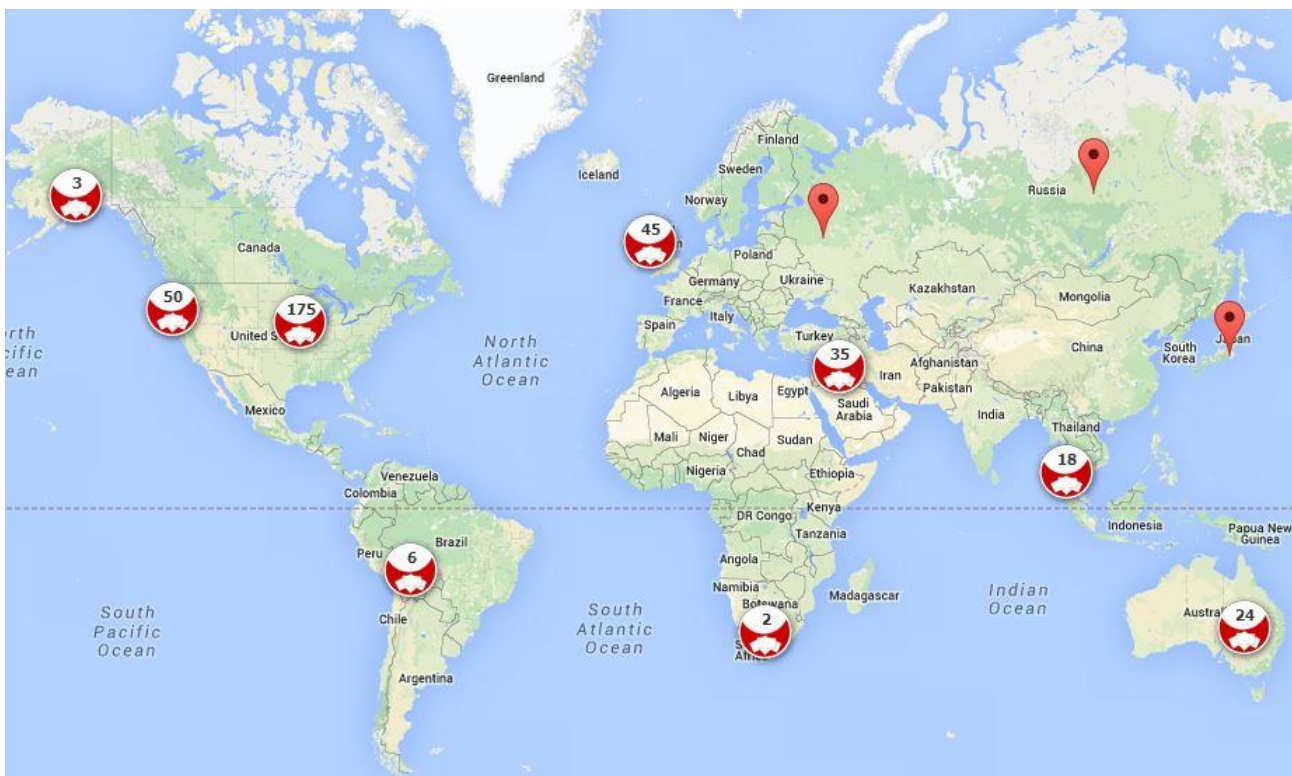 Greenland
Iceland
Finland
Sweden
Norway
Russia
3
Canada
45
Poland
Germany
Ukraine
France
Italy
Spain
Turkey
Kazakhstan
Mongolia
China
South
Korea
50
175
United S
North
Atlantic
Ocean
35
Afghanistan
Iran
Pakistan
India
Thailand
Mexico
Algeria
Libya
Egypt
Saudi
Arabia
Mali
Niger
Chad
Sudan
Nigeria
Ethiopia
18
Venezuela
Colombia
DR Congo
Kenya
Tanzania
Indonesia
Papua New
Guinea
Peru
Brazil
6
Angola
Namibia
Botswana
Madagascar
Indian
Ocean
South
Pacific
Ocean
Chile
South
Atlantic
Ocean
2
24
Argentina